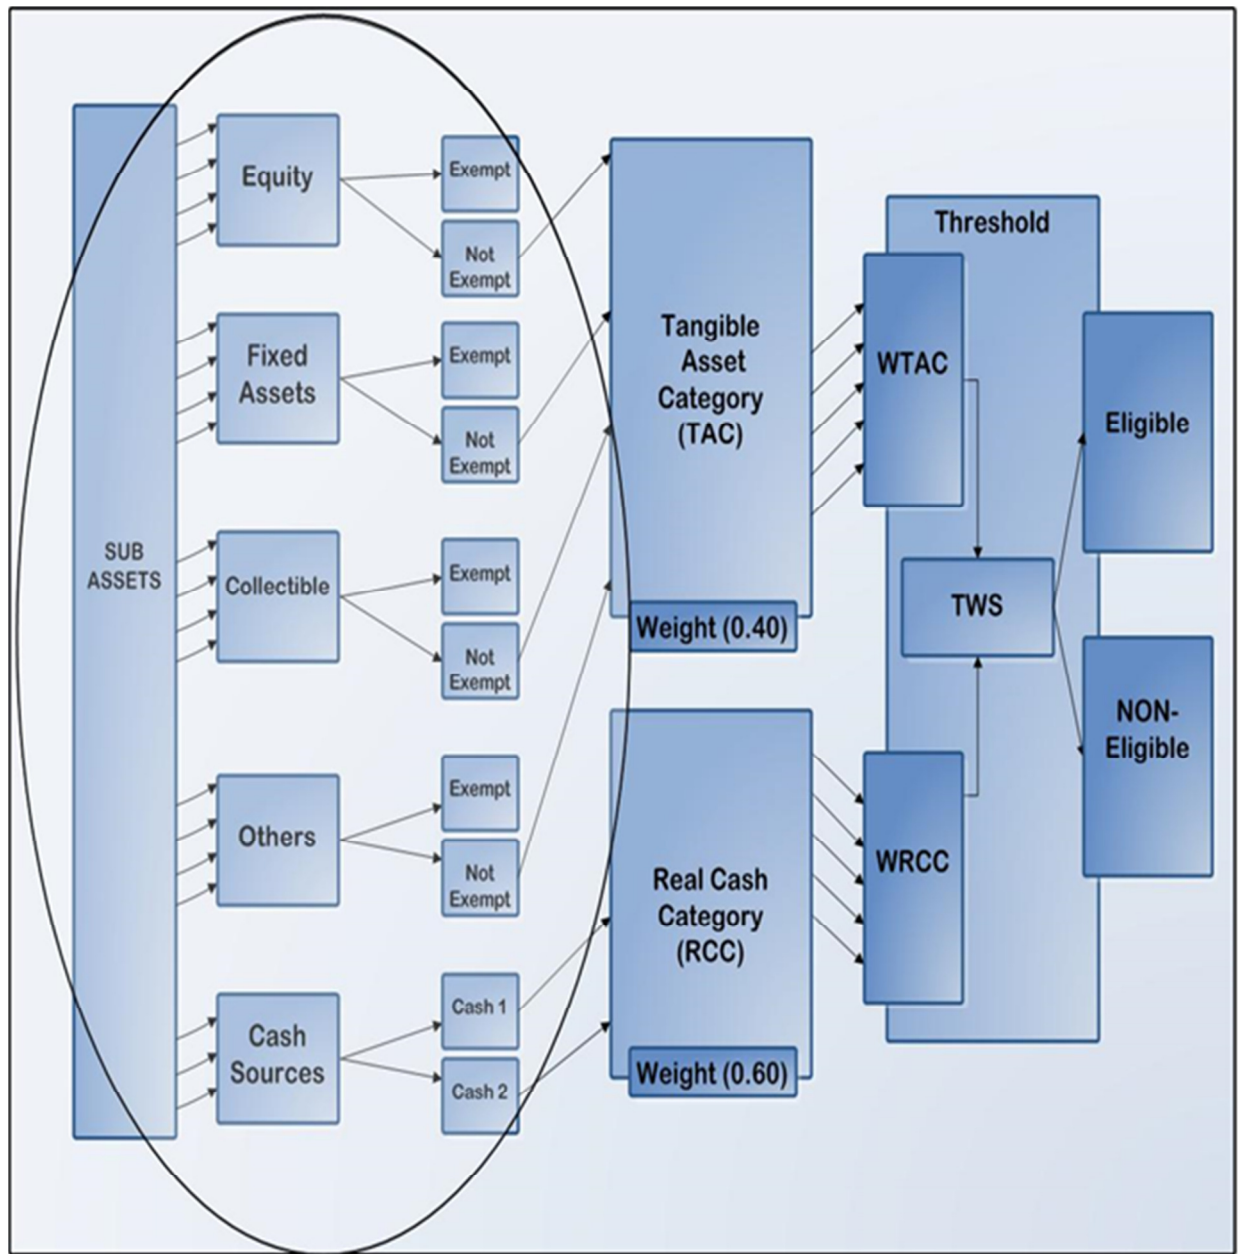 SUB
ASSETS
Equity
Exempt
Not
Exempt
Fixed
Assets
Exempt
Not
Exempt
Collectible
Exempt
Not
Exempt
Others
Exempt
Not
Exempt
Cash
Sources
Cash 1
Cash 2
Tangible
Asset
Category
(TAC)
Weight (0.40)
Real Cash
Category
(RCC)
Weight (0.60)
Threshold
WTAC
TWS
WRCC
Eligible
NON-
Eligible